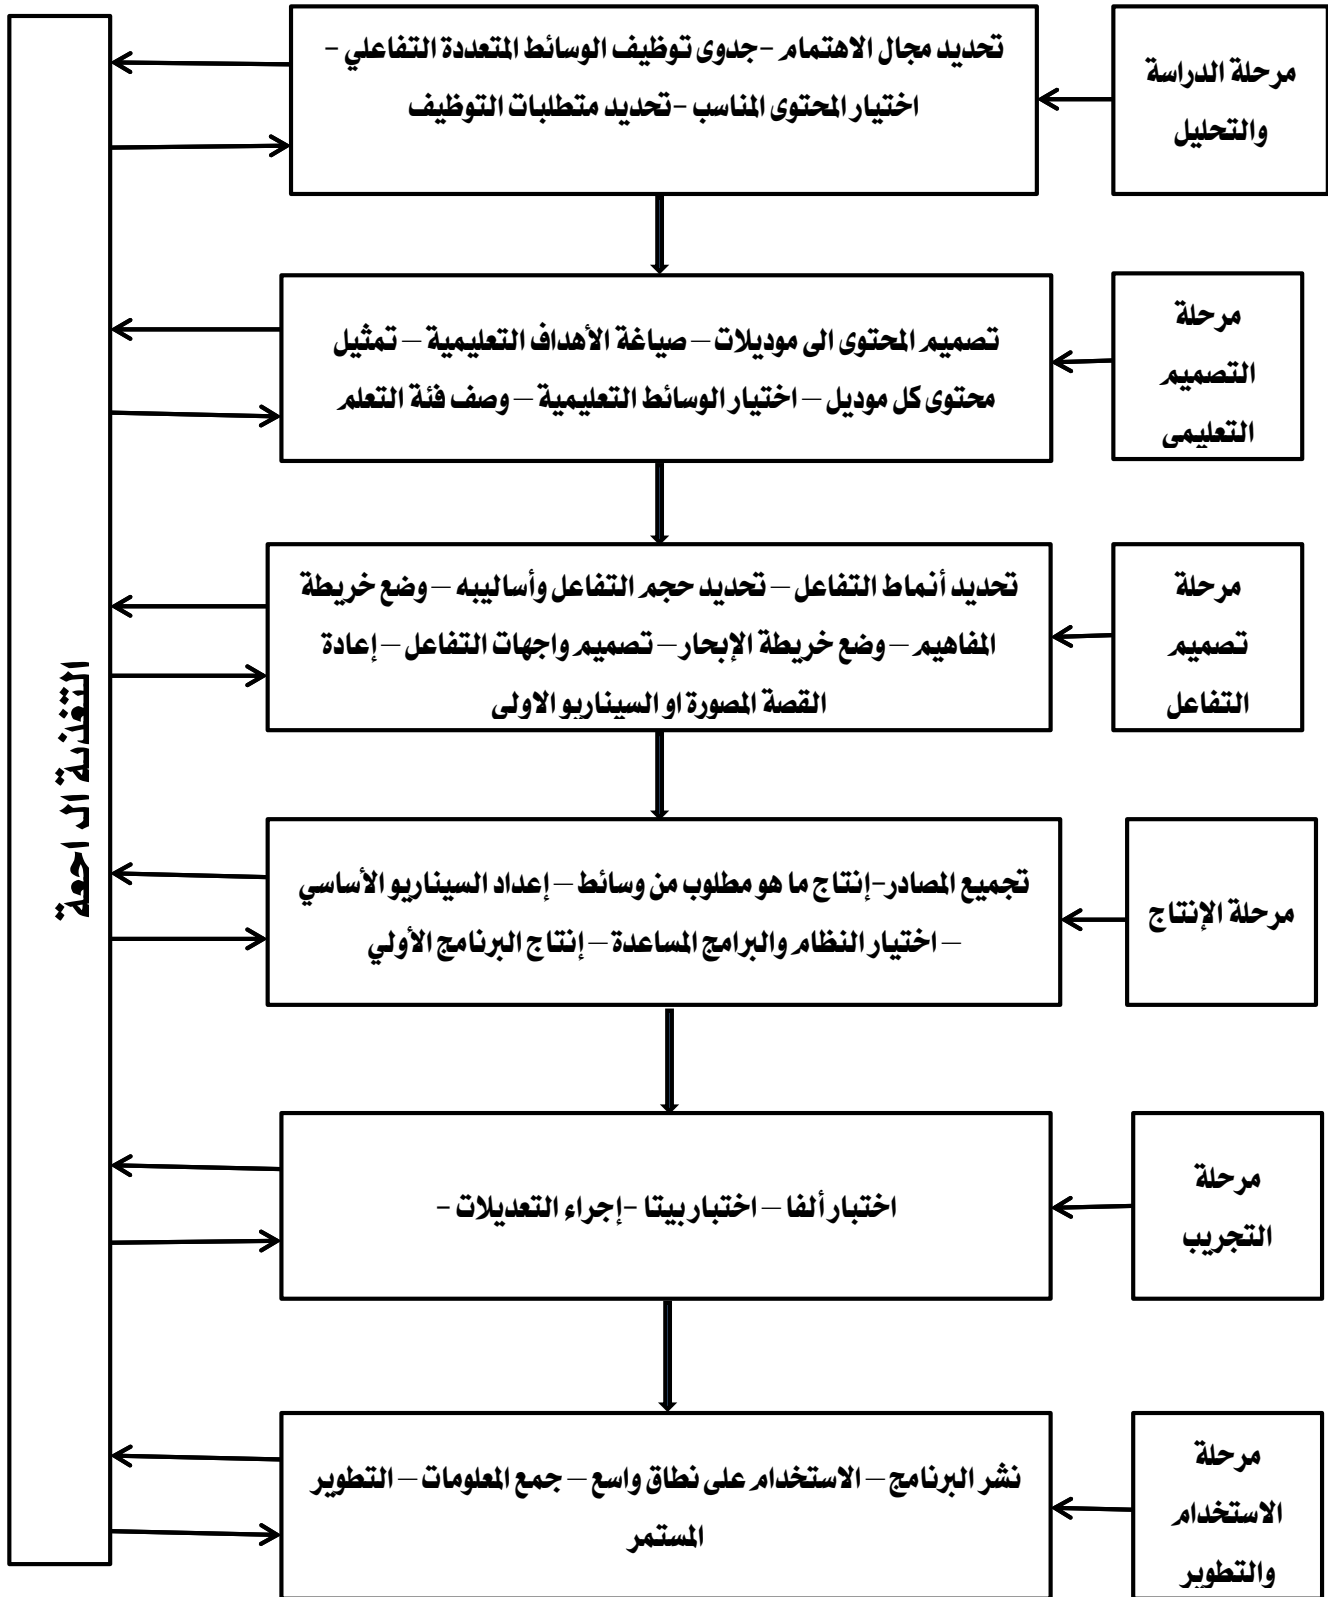 مرحلة الدراسة
والتحليل
تحديد مجال الاهتمام -جدوى توظيف الوسائط المتعددة التفاعلي -
اختيار المحتوى المناسب -تحديد متطلبات التوظيف
مرحلة
التصميم
التعليمي
تصميم المحتوى الى موديلات – صياغة الأهداف التعليمية – تمثيل
محتوى كل موديل – اختيار الوسائط التعليمية – وصف فئة التعلم
مرحلة
تصميم
التفاعل
تحديد أنماط التفاعل – تحديد حجم التفاعل وأساليبه – وضع خريطة
المفاهيم – وضع خريطة الإبحار – تصميم واجهات التفاعل – إعادة
القصة المصورة او السيناريو الاولى
مرحلة الإنتاج
تجميع المصادر-إنتاج ما هو مطلوب من وسائط – إعداد السيناريو الأساسي
– اختيار النظام والبرامج المساعدة – إنتاج البرنامج الأولي
مرحلة
التجريب
اختبار ألفا – اختبار بيتا -إجراء التعديلات -
مرحلة
الاستخدام
والتطوير
نشر البرنامج – الاستخدام على نطاق واسع – جمع المعلومات – التطوير
المستمر
التغذية الراجعة